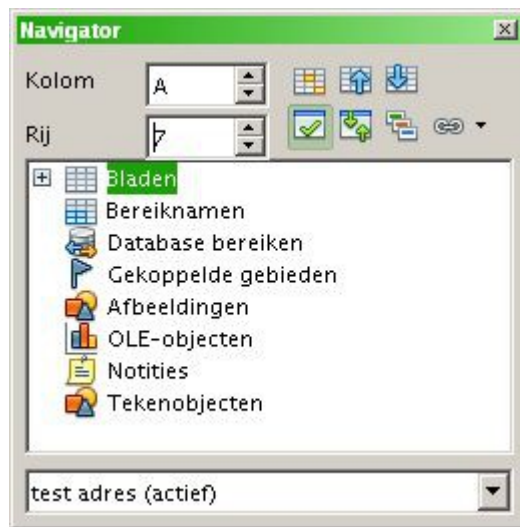 Navigator
Kolom A
Rij 7
Bladen
Bereiknamen
Database bereiken
Gekoppelde gebieden
Afbeeldingen
OLE-objecten
Notities
Tekenobjecten
test adres (actief)